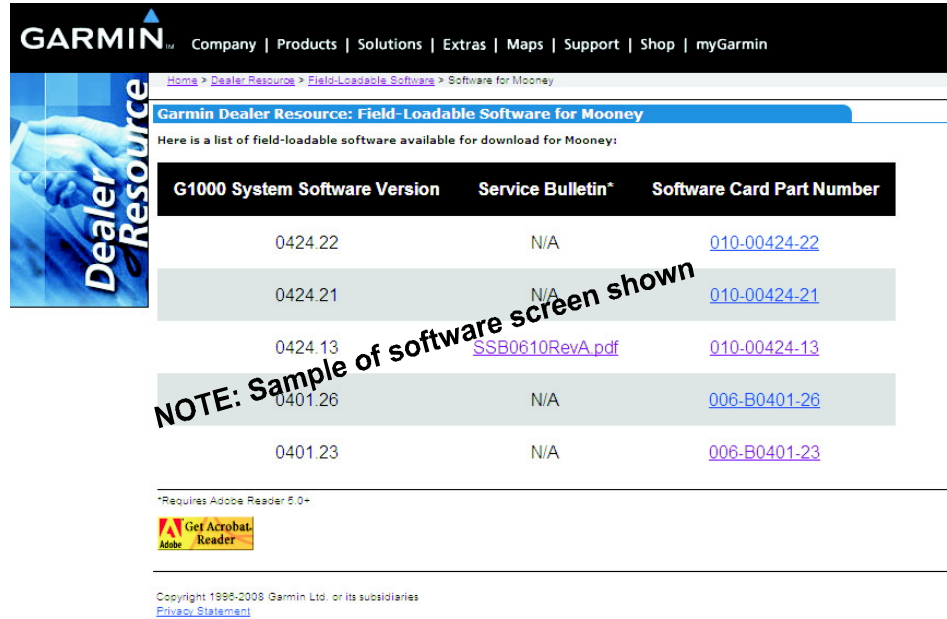 GARMIN™ Company | Products | Solutions | Extras | Maps | Support | Shop | myGarmin
Dealer
Resource
Home > Dealer Resource > Field-Loadable Software > Software for Mooney
Garmin Dealer Resource: Field-Loadable Software for Mooney
Here is a list of field-loadable software available for download for Mooney:
G1000 System Software Version Service Bulletin* Software Card Part Number
0424.22 N/A 010-00424-22
0424.21 N/A 010-00424-21
0424.13 SSB0610RevA.pdf 010-00424-13
0401.26 N/A 006-B0401-26
0401.23 N/A 006-B0401-23
NOTE: Sample of software screen shown
*Requires Adobe Reader 5.0+
Get Acrobat.
Adobe Reader
Copyright 1996-2008 Garmin Ltd. or its subsidiaries
Privacy Statement